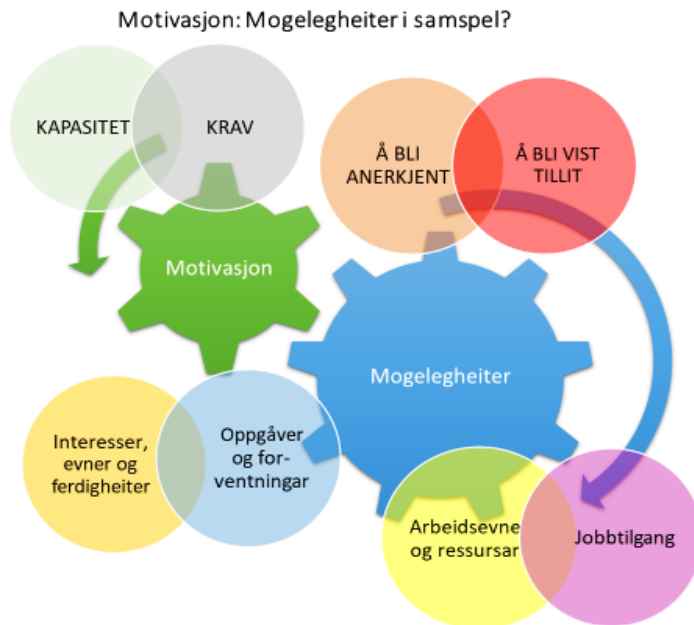 Motivasjon: Mogelegheiter i samspel?
KAPASITET
KRAV
Å BLI
ANERKJENT
Å BLI VIST
TILLIT
Motivasjon
Mogelegheiter
Interesser,
evner og
ferdigheiter
Oppgåver
og for-
ventningar
Arbeidsevne
og ressursar
Jobbtilgang